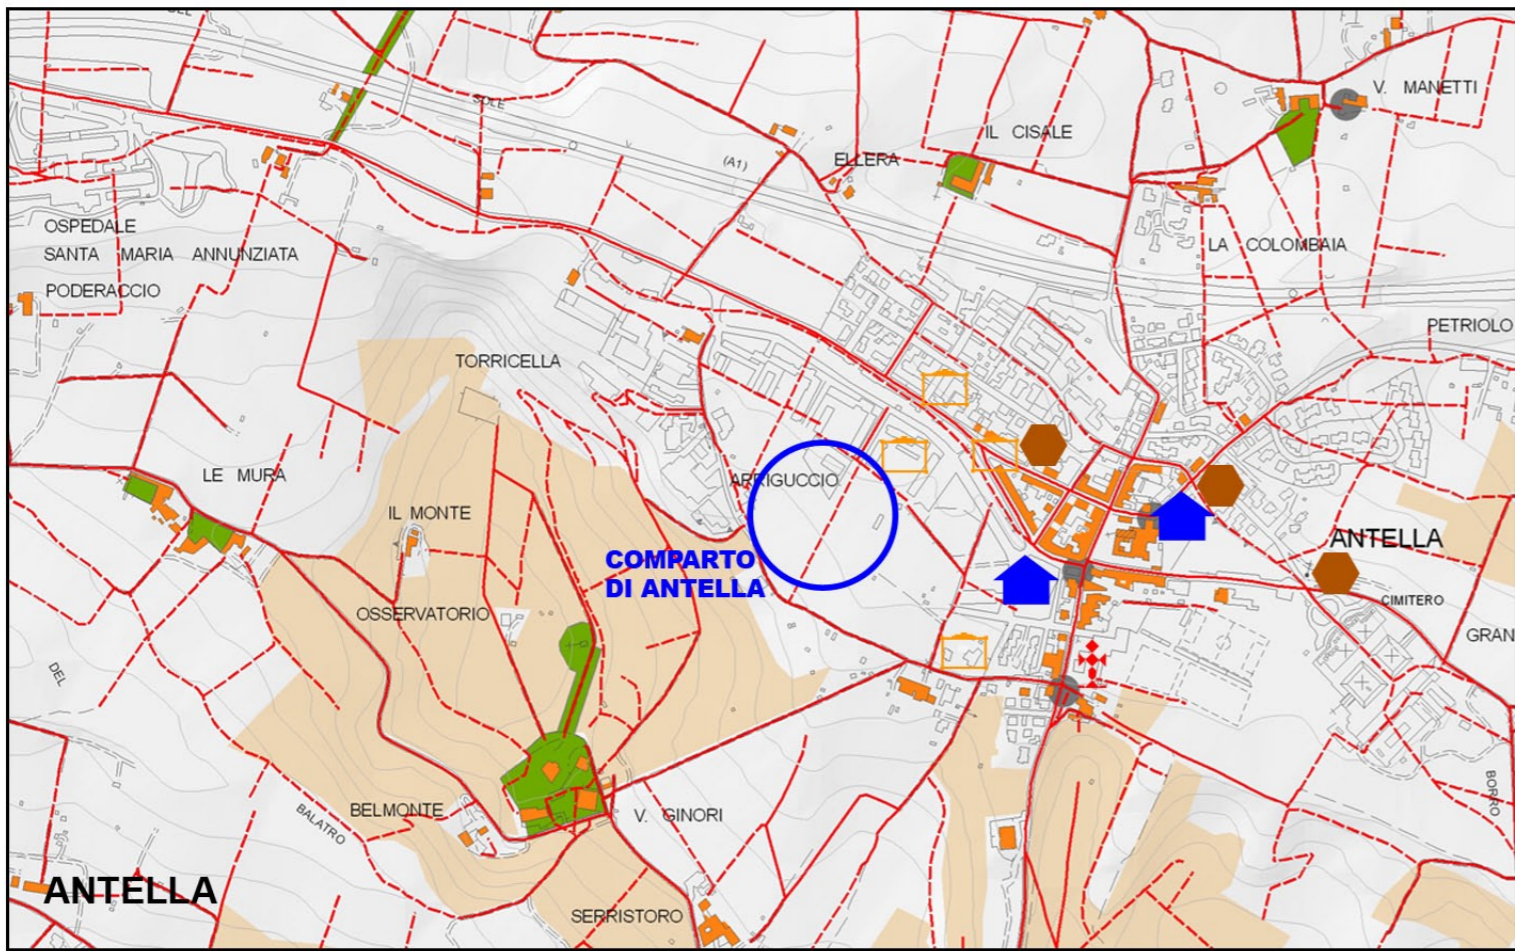 DEL
SOLE
(A1)
V. MANETTI
IL CISALE
ELLERA
OSPEDALE
SANTA MARIA ANNUNZIATA
PODERACCIO
LA COLOMBAIA
PETRIOLO
TORRICELLA
LE MURA
ARRIGUCCIO
IL MONTE
COMPARTO
DI ANTELLA
ANTELLA
CIMITERO
OSSERVATORIO
GRAN
DEL
BALATRO
BELMONTE
V. GINORI
BORRO
ANTELLA
SERRISTORO